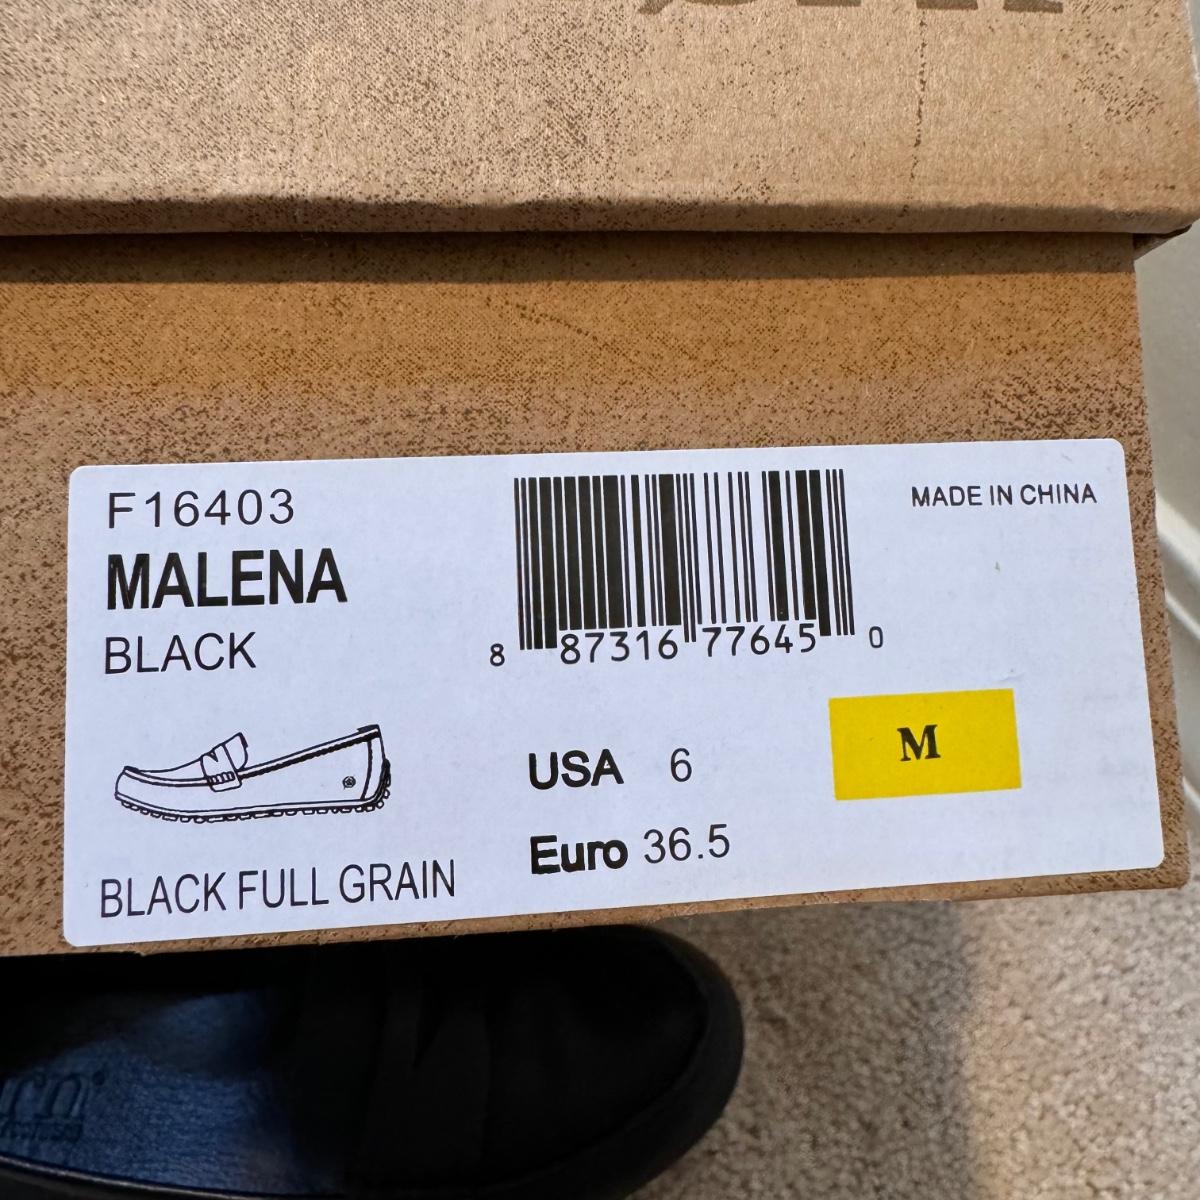 F16403
MALENA
BLACK
MADE IN CHINA
8 87316 77645 0
USA 6
M
Euro 36.5
BLACK FULL GRAIN